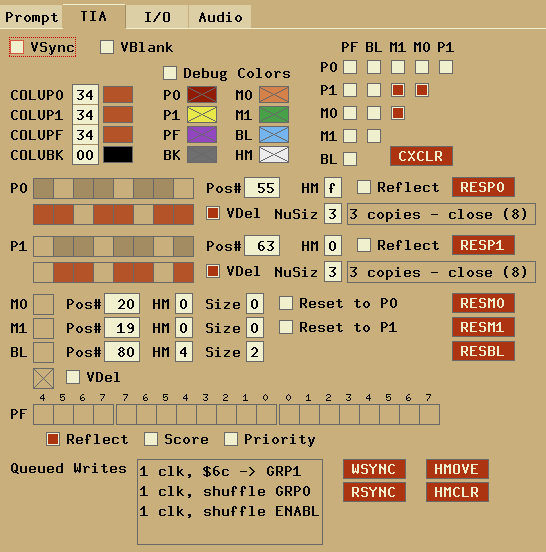 Prompt TIA I/O Audio
VSync VBlank PF BL M1 M0 P1
P0
Debug Colors
P1
COLUP0 34 P0 M0
M0
COLUP1 34 P1 M1
COLUPF 34 PF BL
M1
COLUBK 00 BK HM
BL CXCLR
P0 Pos# 55 HM f Reflect RESP0
VDel NuSiz 3 3 copies - close (8)
P1 Pos# 63 HM 0 Reflect RESP1
VDel NuSiz 3 3 copies - close (8)
M0 Pos# 20 HM 0 Size 0 Reset to P0 RESM0
M1 Pos# 19 HM 0 Size 0 Reset to P1 RESM1
BL Pos# 80 HM 4 Size 2 RESBL
VDel
4 5 6 7 7 6 5 4 3 2 1 0 0 1 2 3 4 5 6 7
PF
Reflect Score Priority
Queued Writes
1 clk, $6c -> GRP1
1 clk, shuffle GRP0
1 clk, shuffle ENABL
WSYNC HMOVE
RSYNC HMCLR